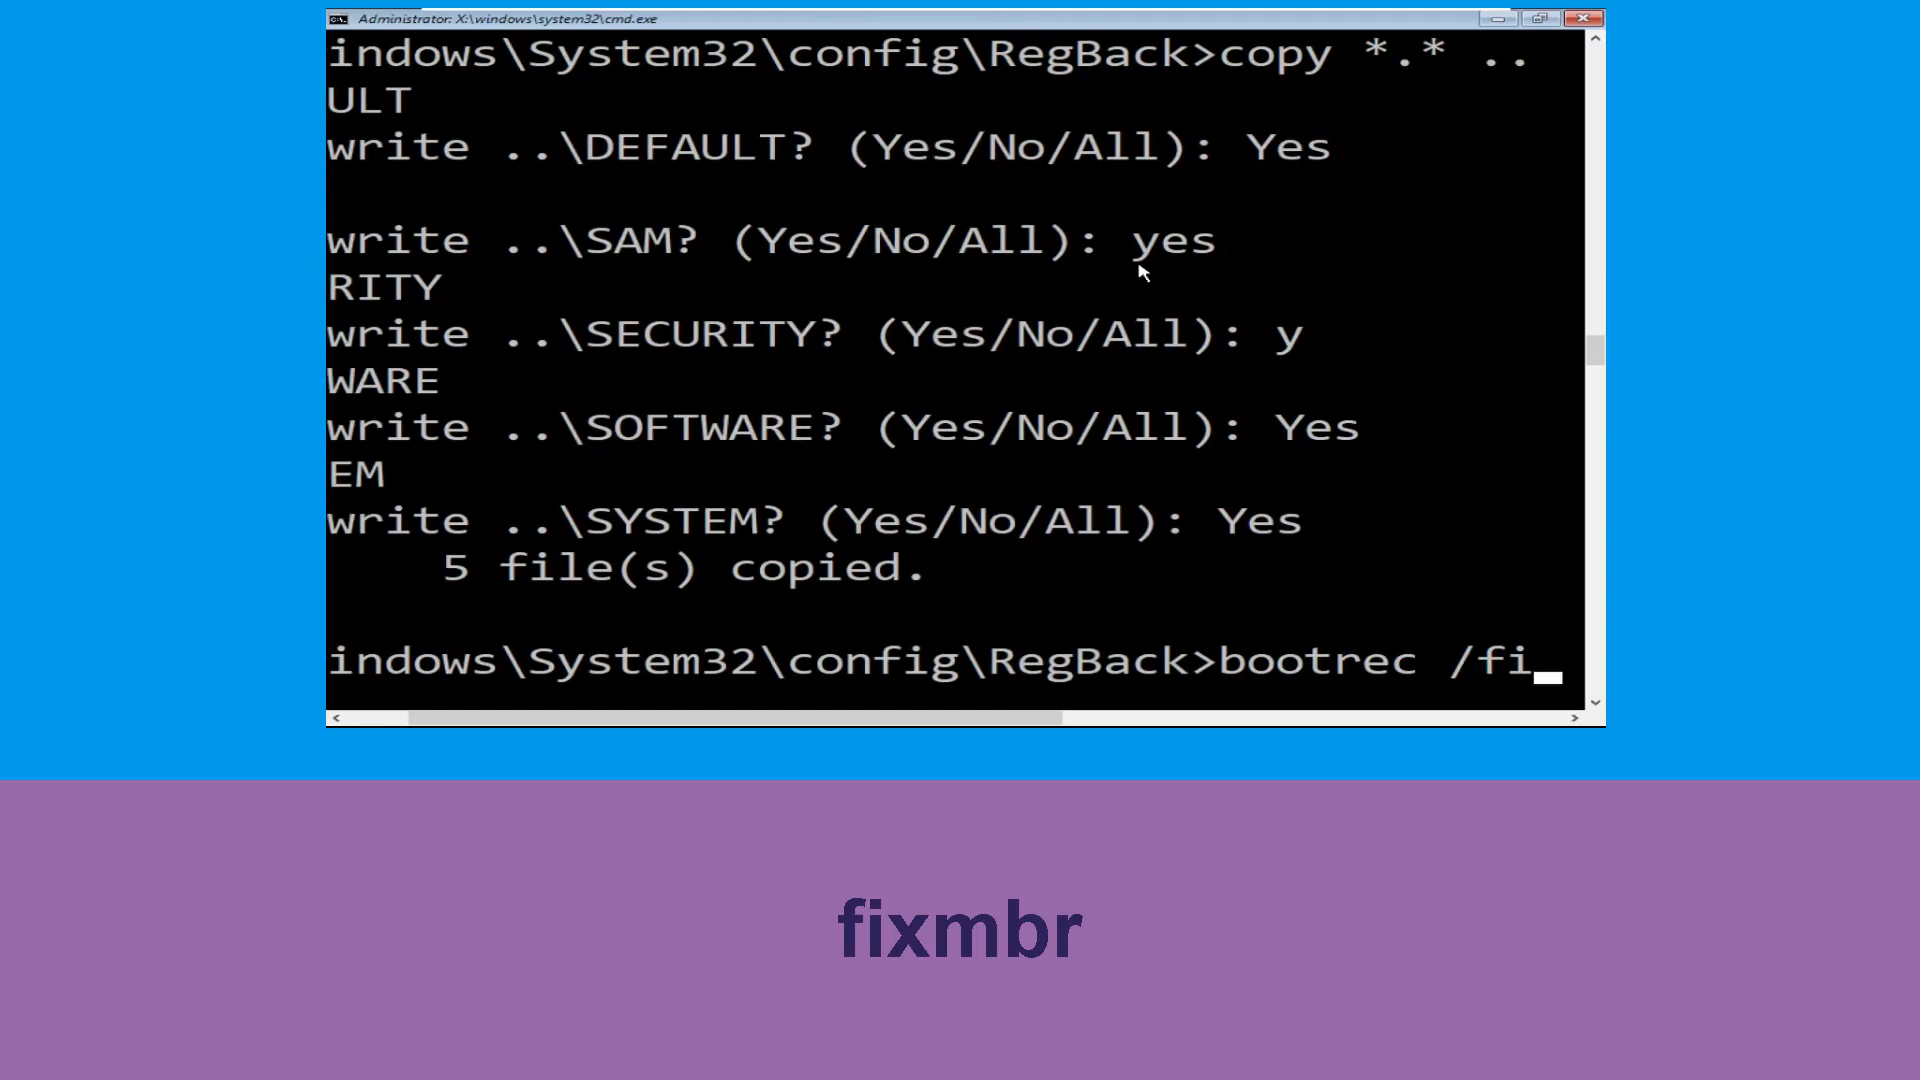 Administrator: X:\windows\system32\cmd.exe
indows\System32\config\RegBack>copy *.* ..
ULT
write ..\DEFAULT? (Yes/No/All): Yes
write ..\SAM? (Yes/No/All): yes
RITY
write ..\SECURITY? (Yes/No/All): y
WARE
write ..\SOFTWARE? (Yes/No/All): Yes
EM
write ..\SYSTEM? (Yes/No/All): Yes
5 file(s) copied.
indows\System32\config\RegBack>bootrec /fi
fixmbr